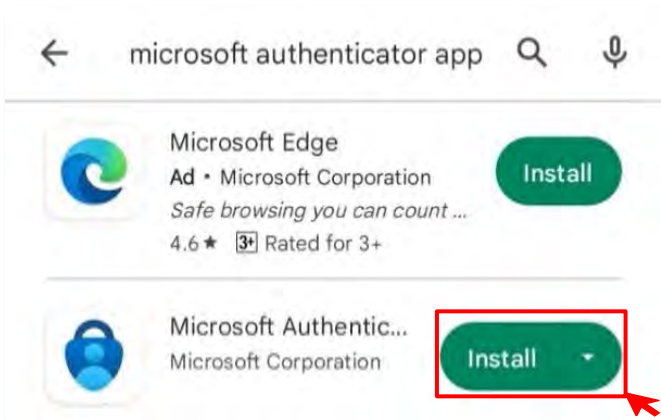 microsoft authenticator app
Microsoft Edge
Ad • Microsoft Corporation
Install
Safe browsing you can count ...
4.6★ 3+ Rated for 3+
Microsoft Authentic...
Microsoft Corporation
Install